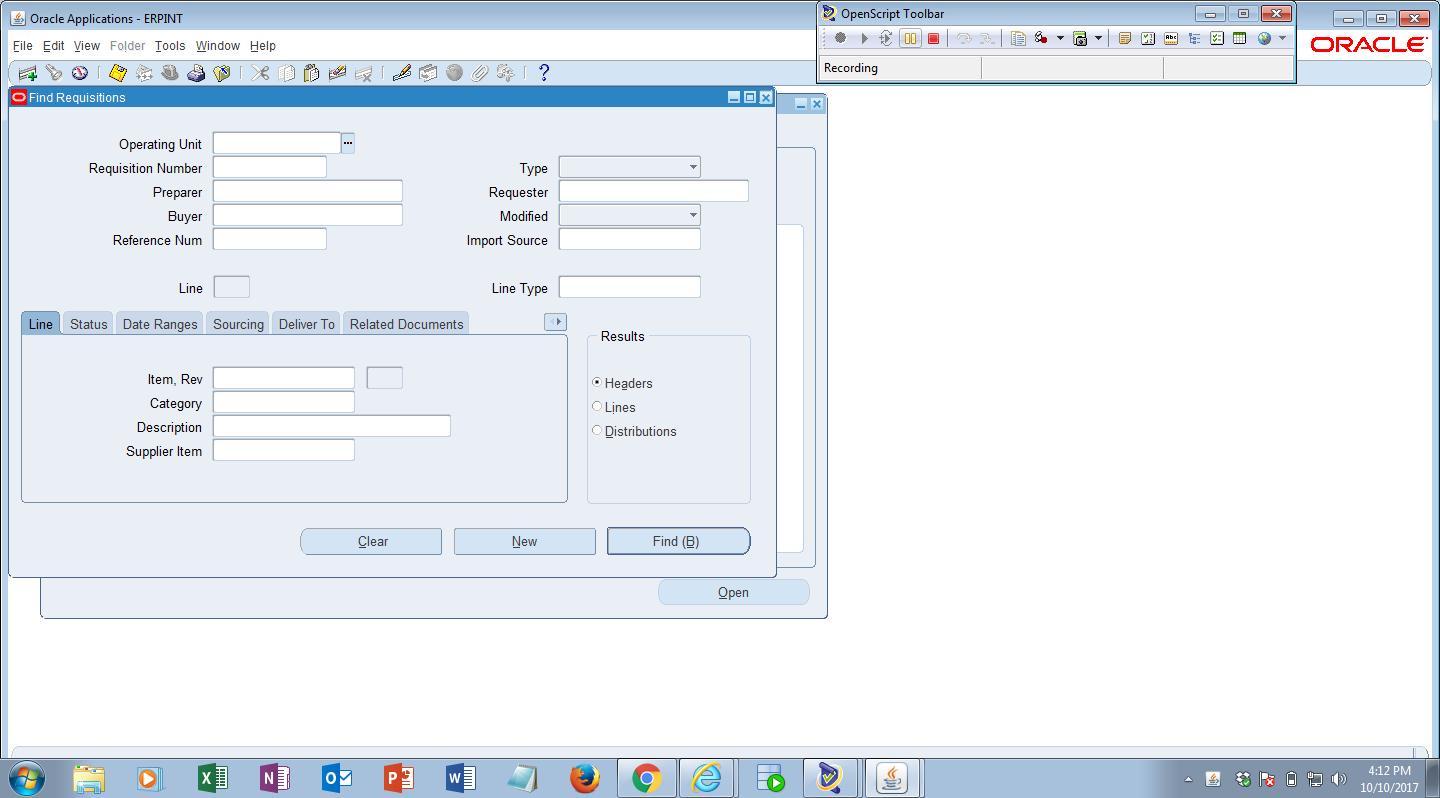 Oracle Applications - ERPINT
OpenScript Toolbar
File Edit View Folder Tools Window Help
ORACLE
Recording
Find Requisitions
Operating Unit
Requisition Number
Type
Preparer
Requester
Buyer
Modified
Reference Num
Import Source
Line
Line Type
Line Status Date Ranges Sourcing Deliver To Related Documents
Results
Item, Rev
Headers
Category
Lines
Description
Distributions
Supplier Item
Clear New Find (B)
Open
4:12 PM
10/10/2017